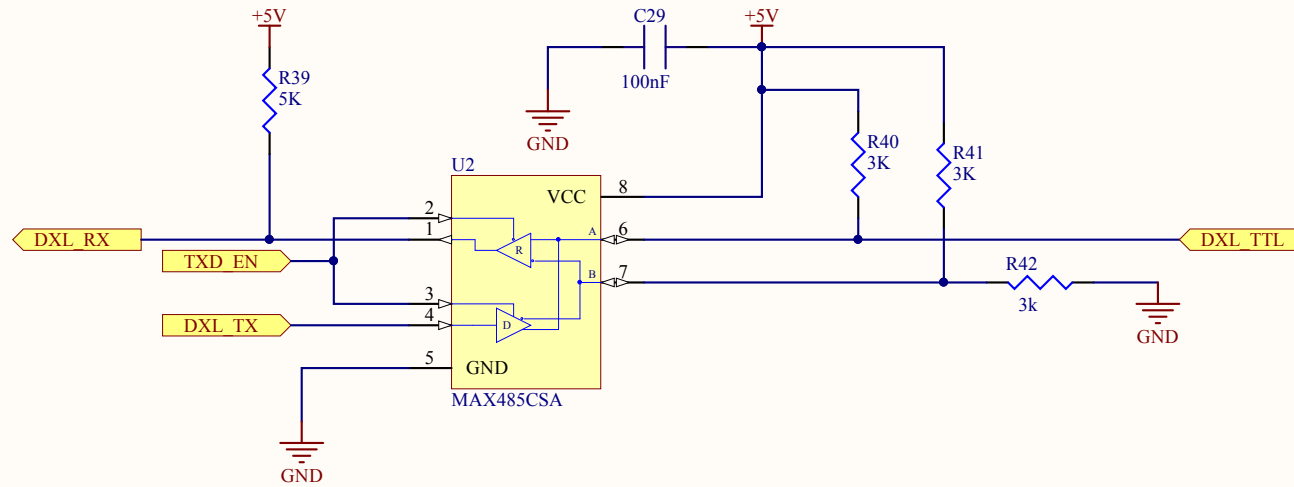 +5V
C29
+5V
R39
5K
100nF
GND
R40
3K
R41
3K
U2
VCC
8
2
1
R
A
6
DXL_RX
DXL_TTL
TXD_EN
B
7
R42
3k
3
4
D
DXL_TX
GND
5
GND
MAX485CSA
GND